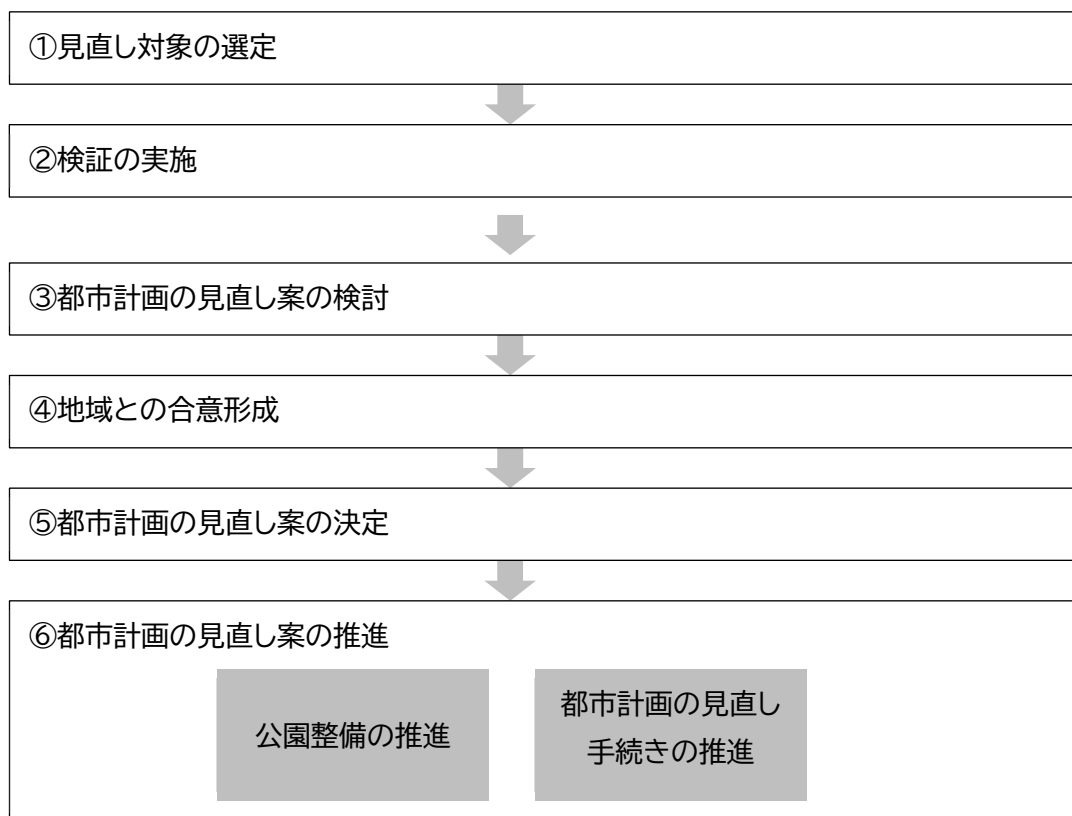 ①見直し対象の選定
②検証の実施
③都市計画の見直し案の検討
④地域との合意形成
⑤都市計画の見直し案の決定
⑥都市計画の見直し案の推進
公園整備の推進
都市計画の見直し
手続きの推進